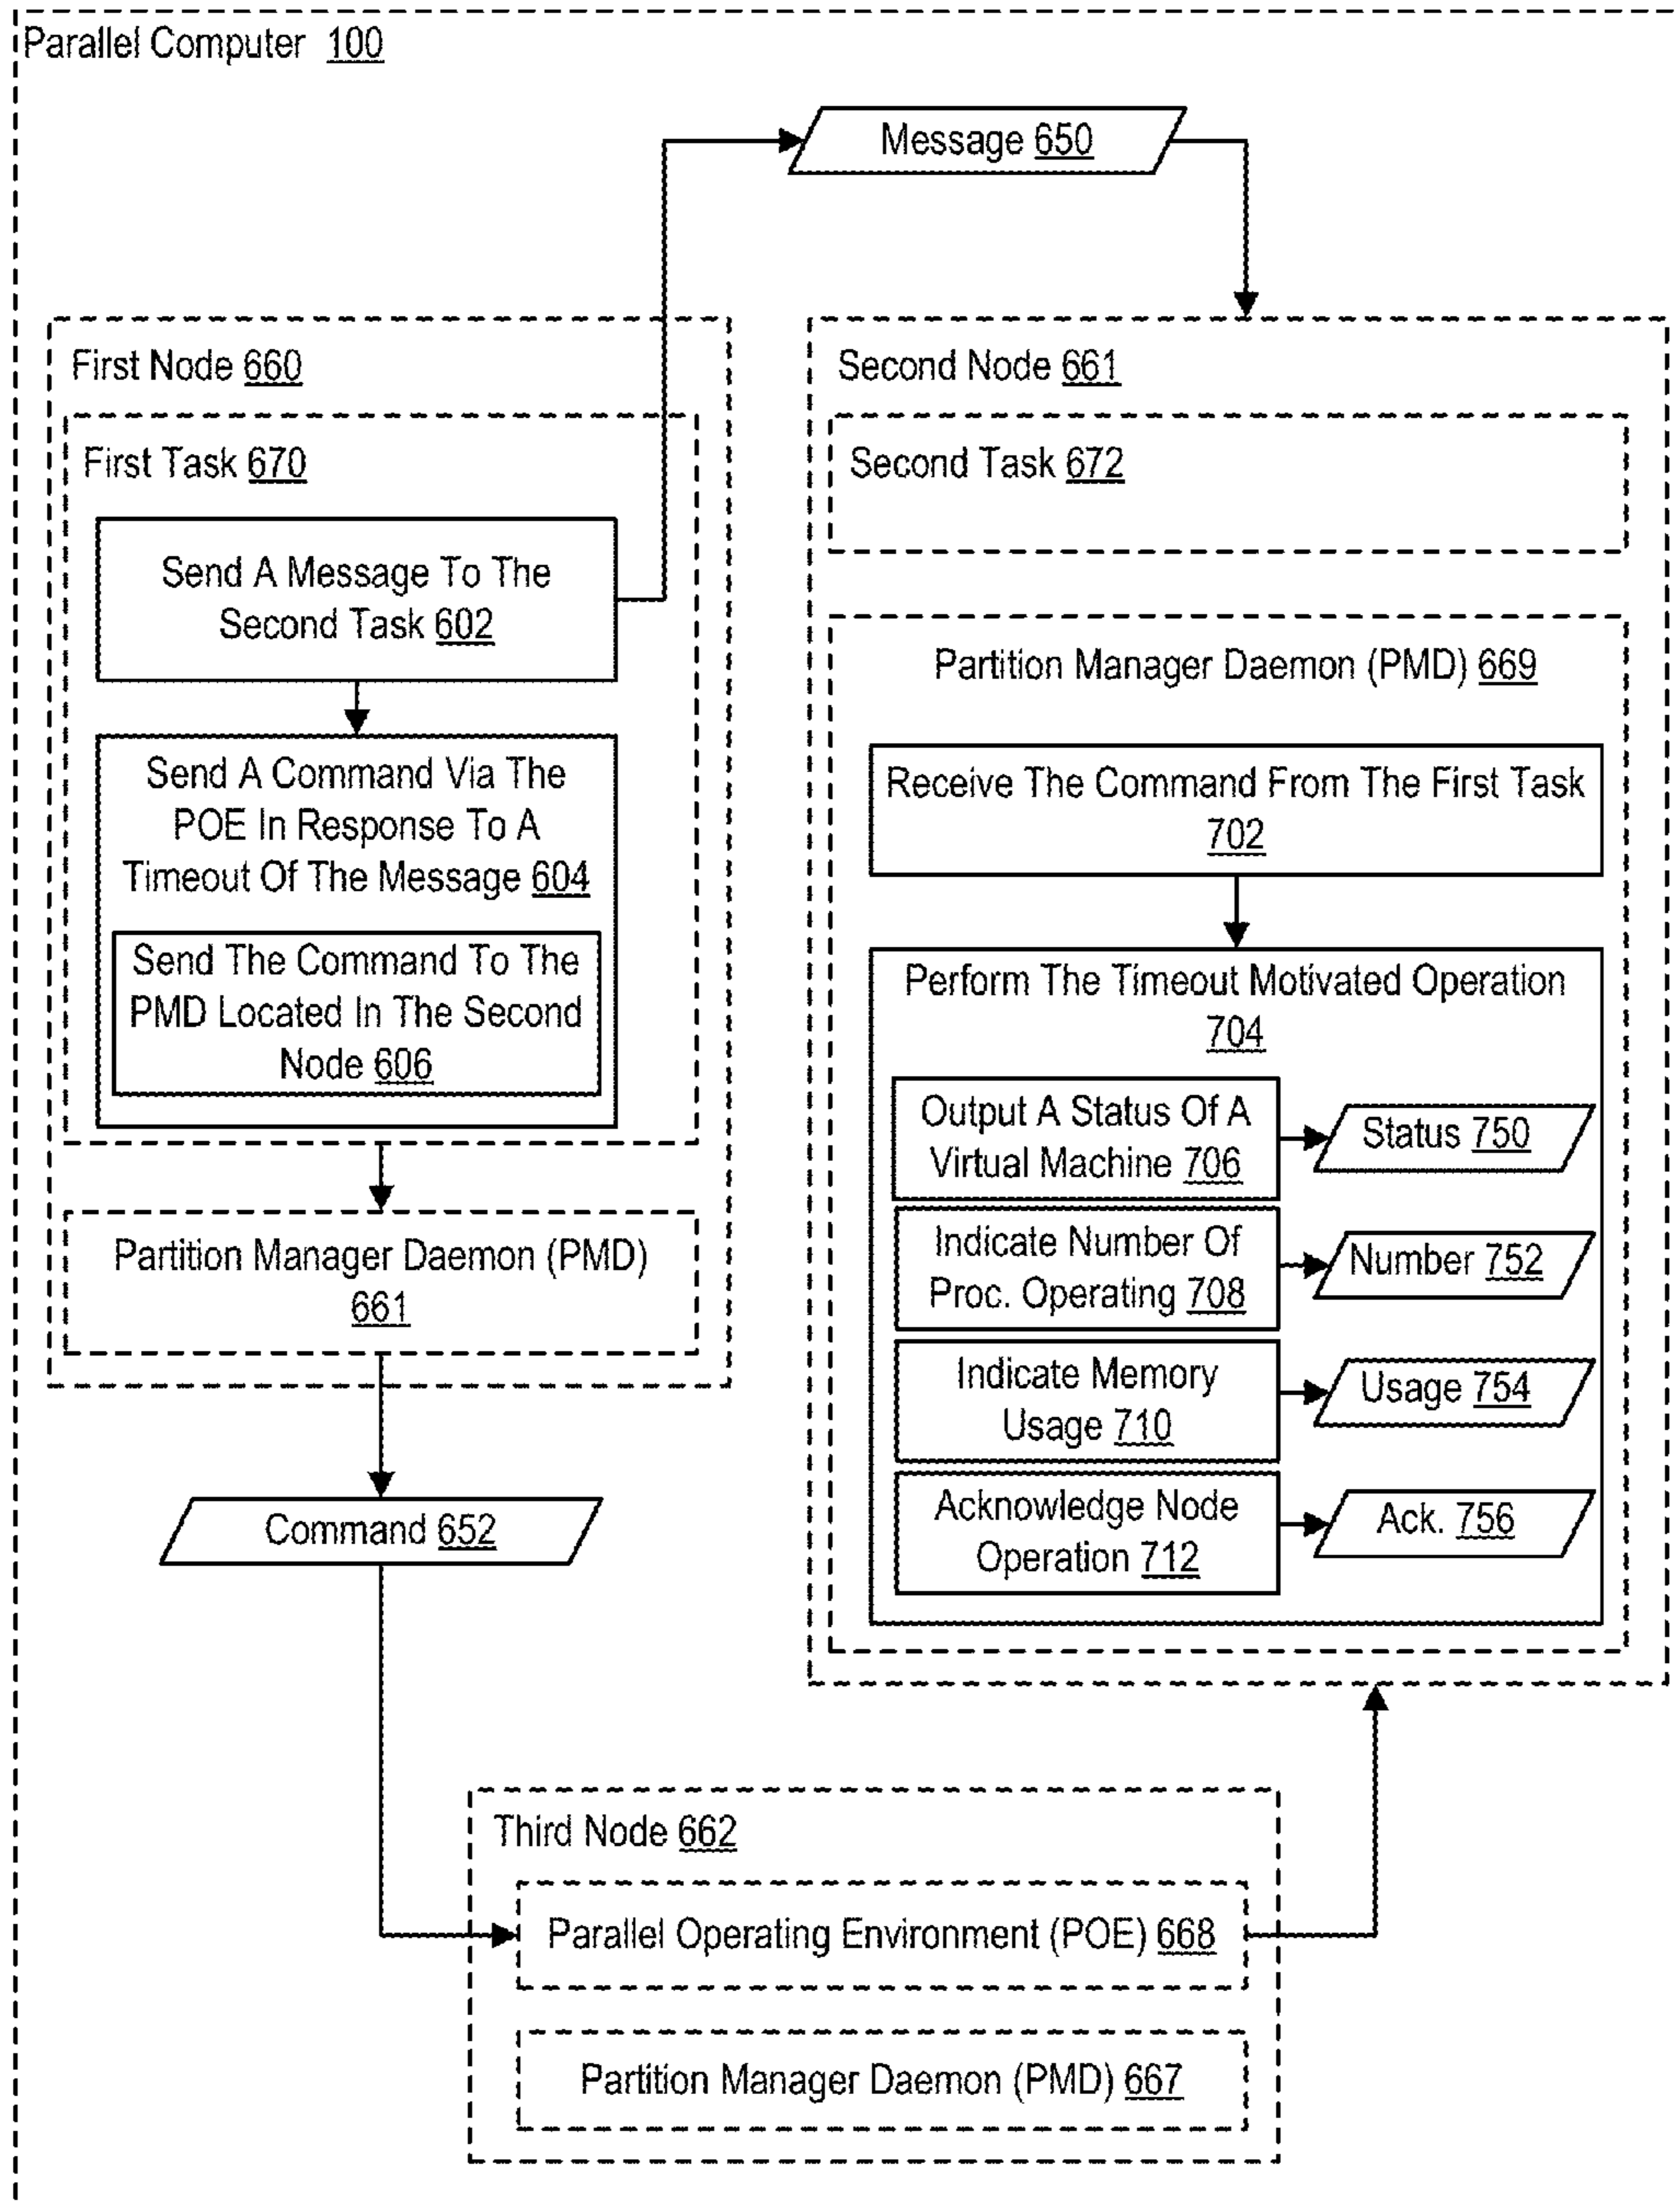 Parallel Computer 100
Message 650
First Node 660
First Task 670
Send A Message To The
Second Task 602
Send A Command Via The
POE In Response To A
Timeout Of The Message 604
Send The Command To The
PMD Located In The Second
Node 606
Partition Manager Daemon (PMD)
661
Command 652
Second Node 661
Second Task 672
Partition Manager Daemon (PMD) 669
Receive The Command From The First Task
702
Perform The Timeout Motivated Operation
704
Output A Status Of A
Virtual Machine 706
Status 750
Indicate Number Of
Proc. Operating 708
Number 752
Indicate Memory
Usage 710
Usage 754
Acknowledge Node
Operation 712
Ack. 756
Third Node 662
Parallel Operating Environment (POE) 668
Partition Manager Daemon (PMD) 667